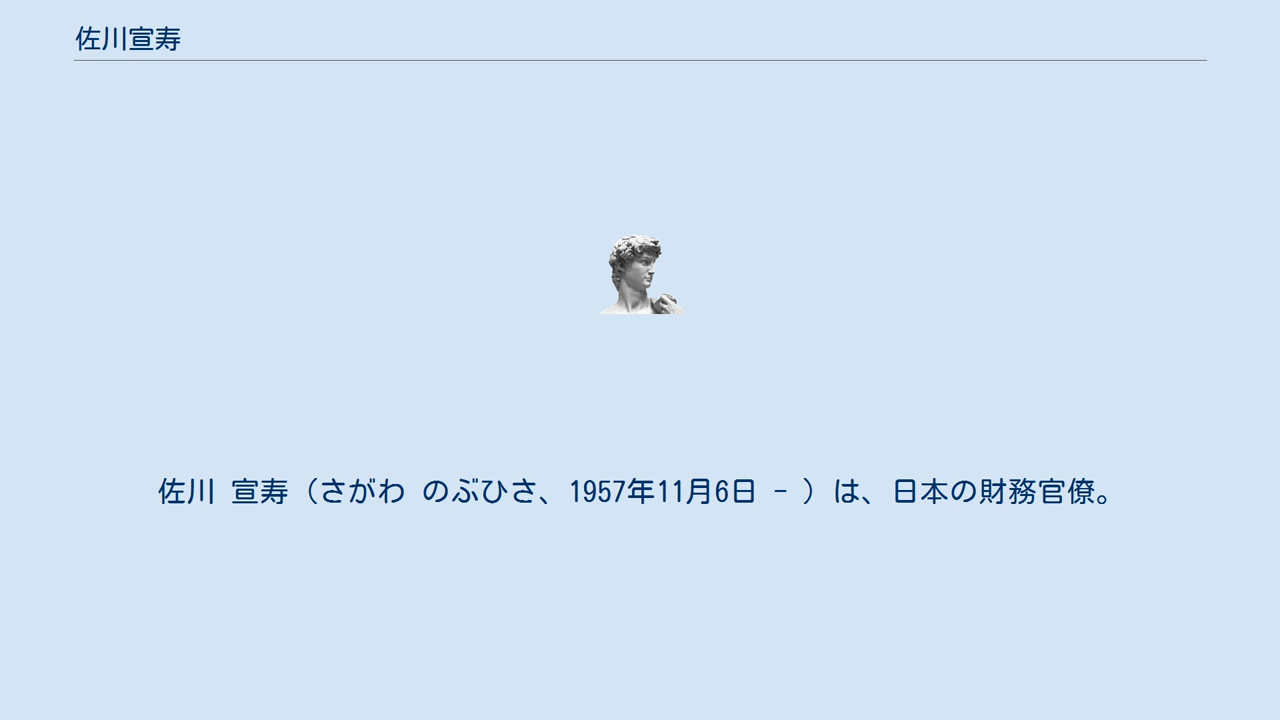 佐川宣寿
佐川 宣寿（さがわ のぶひさ、1957年11月6日 - ）は、日本の財務官僚。